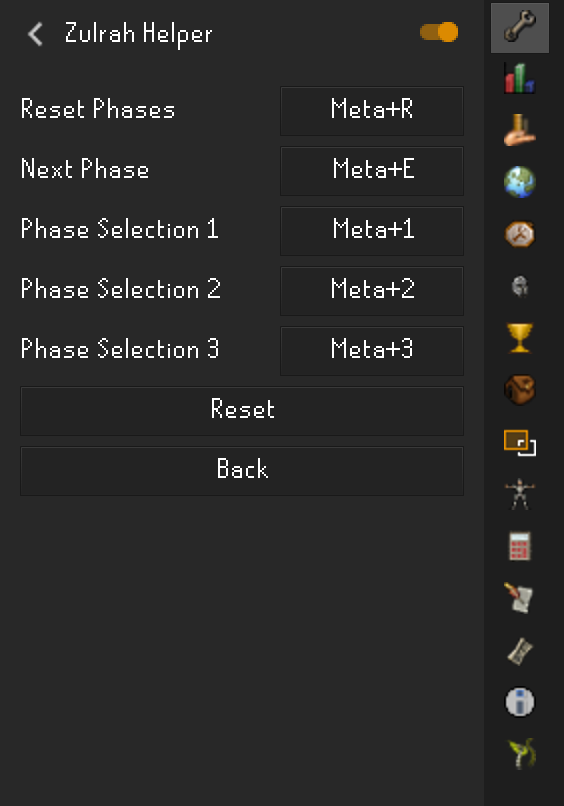 Zulrah Helper
Reset Phases Meta+R
Next Phase Meta+E
Phase Selection 1 Meta+1
Phase Selection 2 Meta+2
Phase Selection 3 Meta+3
Reset
Back